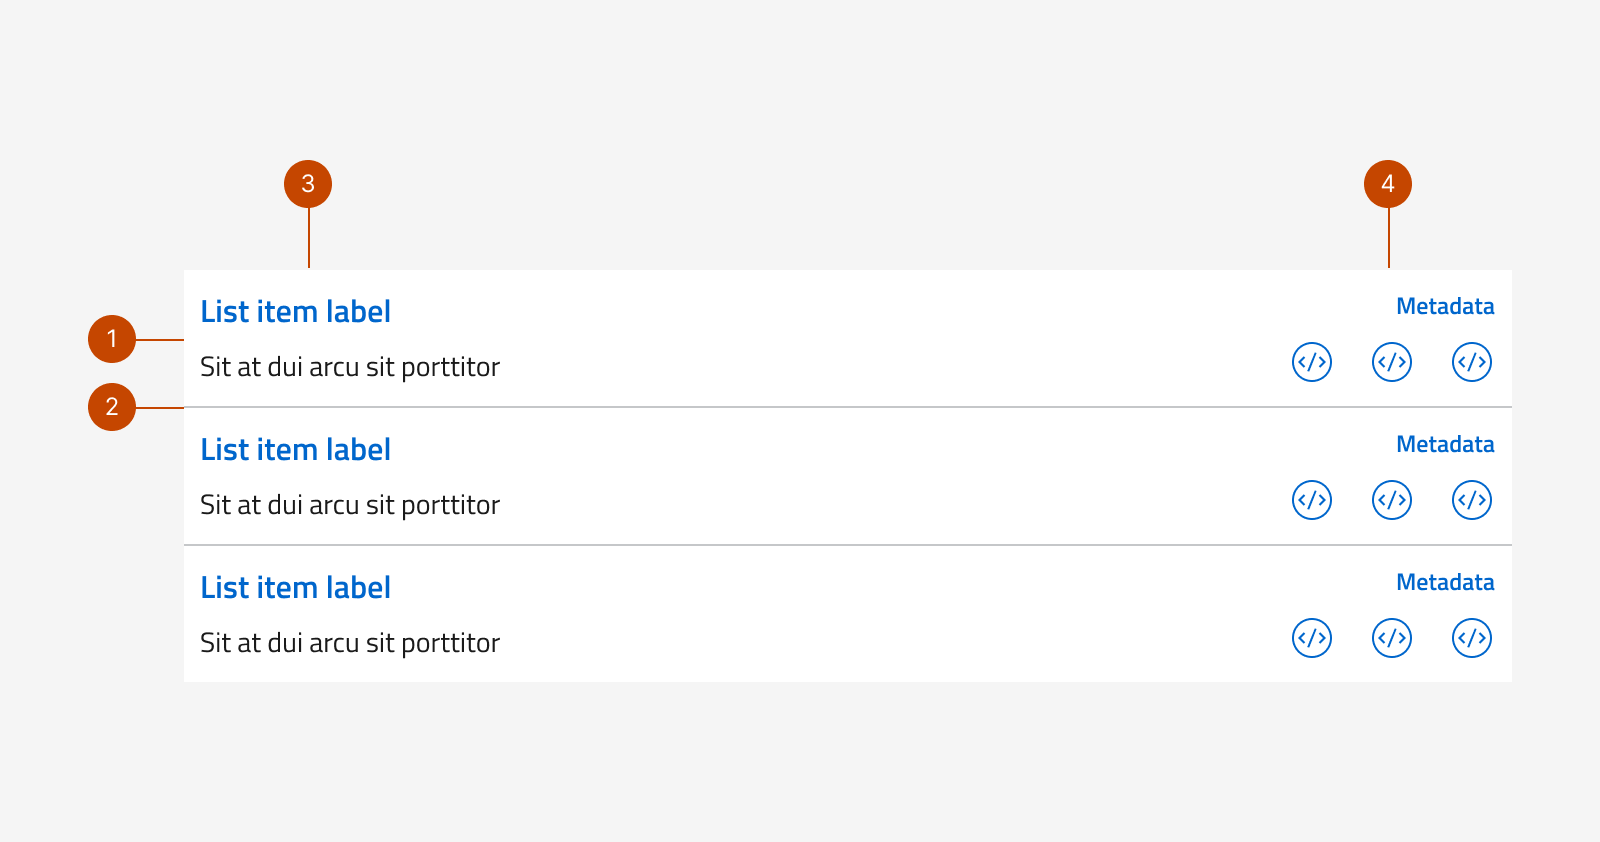 3
4
List item label
Metadata
1
Sit at dui arcu sit porttitor
</> </> </>
2
List item label
Metadata
Sit at dui arcu sit porttitor
</> </> </>
List item label
Metadata
Sit at dui arcu sit porttitor
</> </> </>